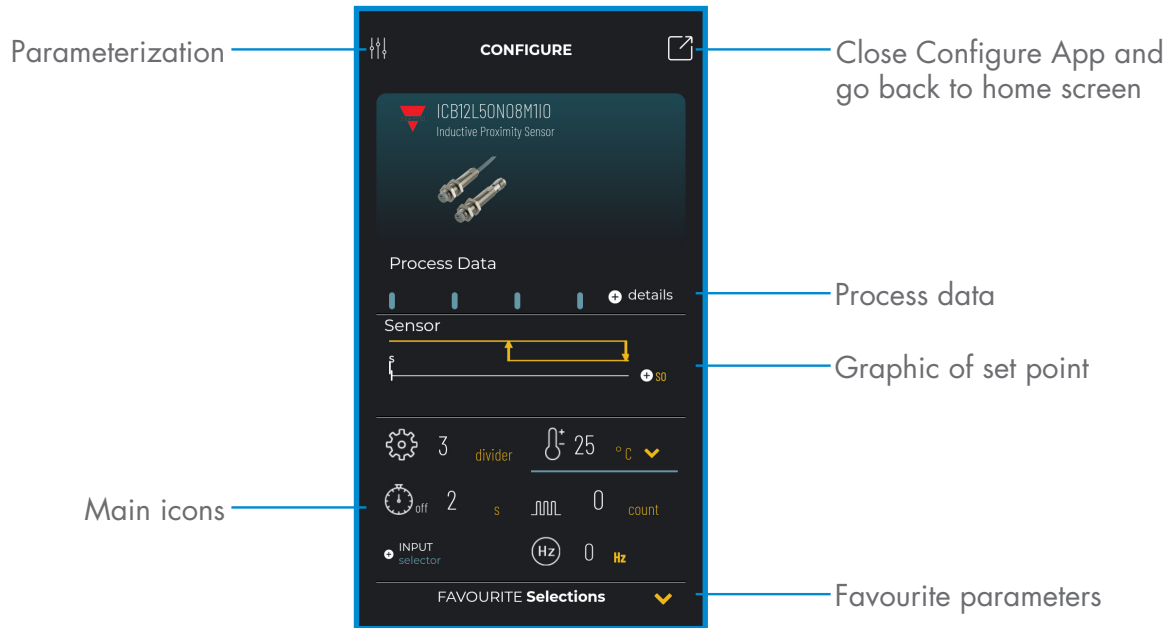 Parameterization
CONFIGURE
Close Configure App and
go back to home screen
ICB12L50N08M1IO
Inductive Proximity Sensor
Process Data
details
Process data
Sensor
s
so
Graphic of set point
3 divider
25 °C
Main icons
off 2 s
0 count
INPUT
selector
Hz 0 Hz
FAVOURITE Selections
Favourite parameters